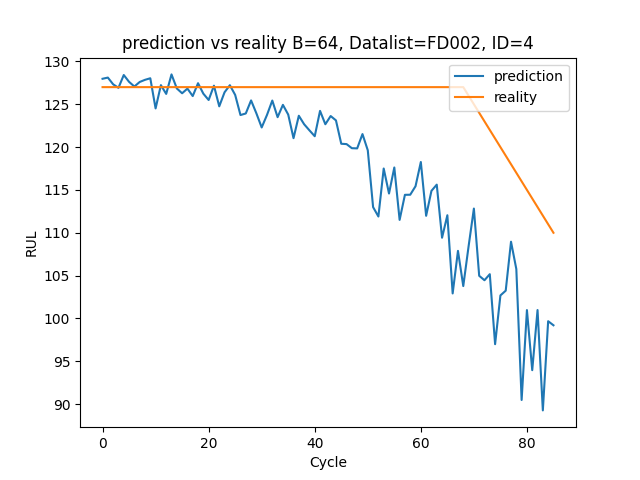 prediction vs reality B=64, Datalist=FD002, ID=4
prediction
reality
RUL
130
125
120
115
110
105
100
95
90
0 20 40 60 80
Cycle